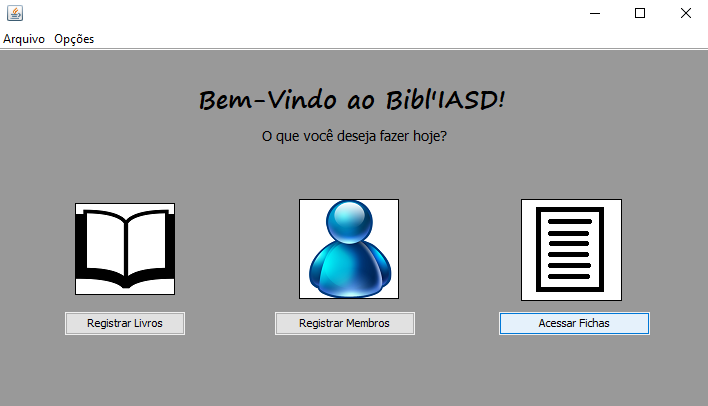 Arquivo Opções
Bem-Vindo ao Bibl'IASD!
O que você deseja fazer hoje?
Registrar Livros Registrar Membros Acessar Fichas